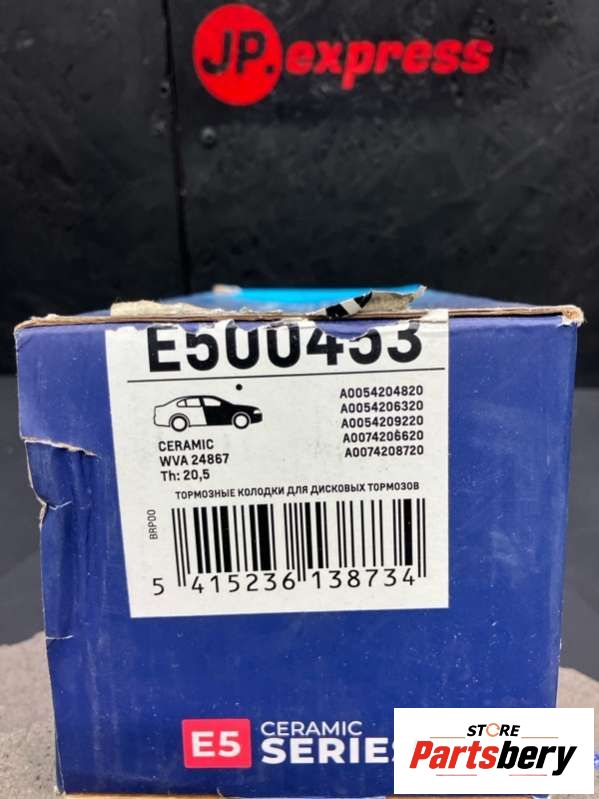 JP.express
E500453
A0054204820
A0054206320
A0054209220
A0074206620
A0074208720
CERAMIC
WVA 24867
Th: 20,5
ТОРМОЗНЫЕ КОЛОДКИ ДЛЯ ДИСКОВЫХ ТОРМОЗОВ
BRP00
5 415236 138734
E5 CERAMIC
SERIES
STORE
Partsbery